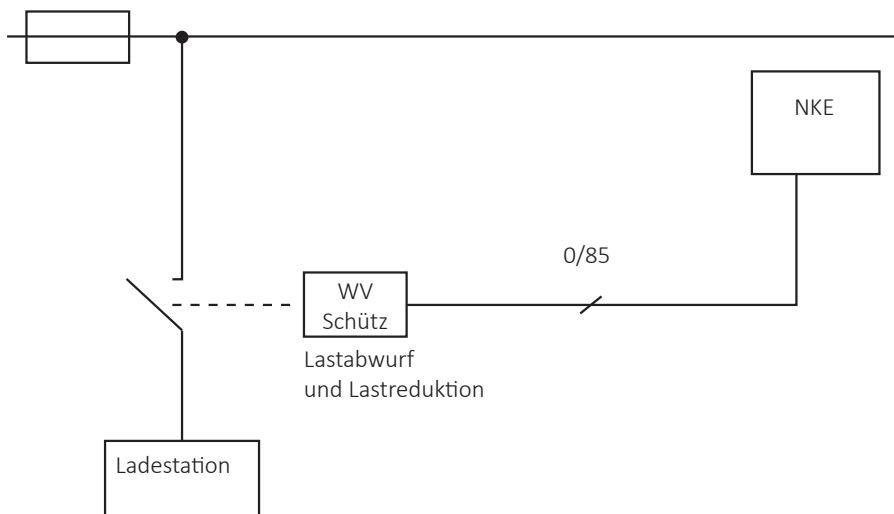 NKE
0/85
WV
Schütz
Lastabwurf
und Lastreduktion
Ladestation